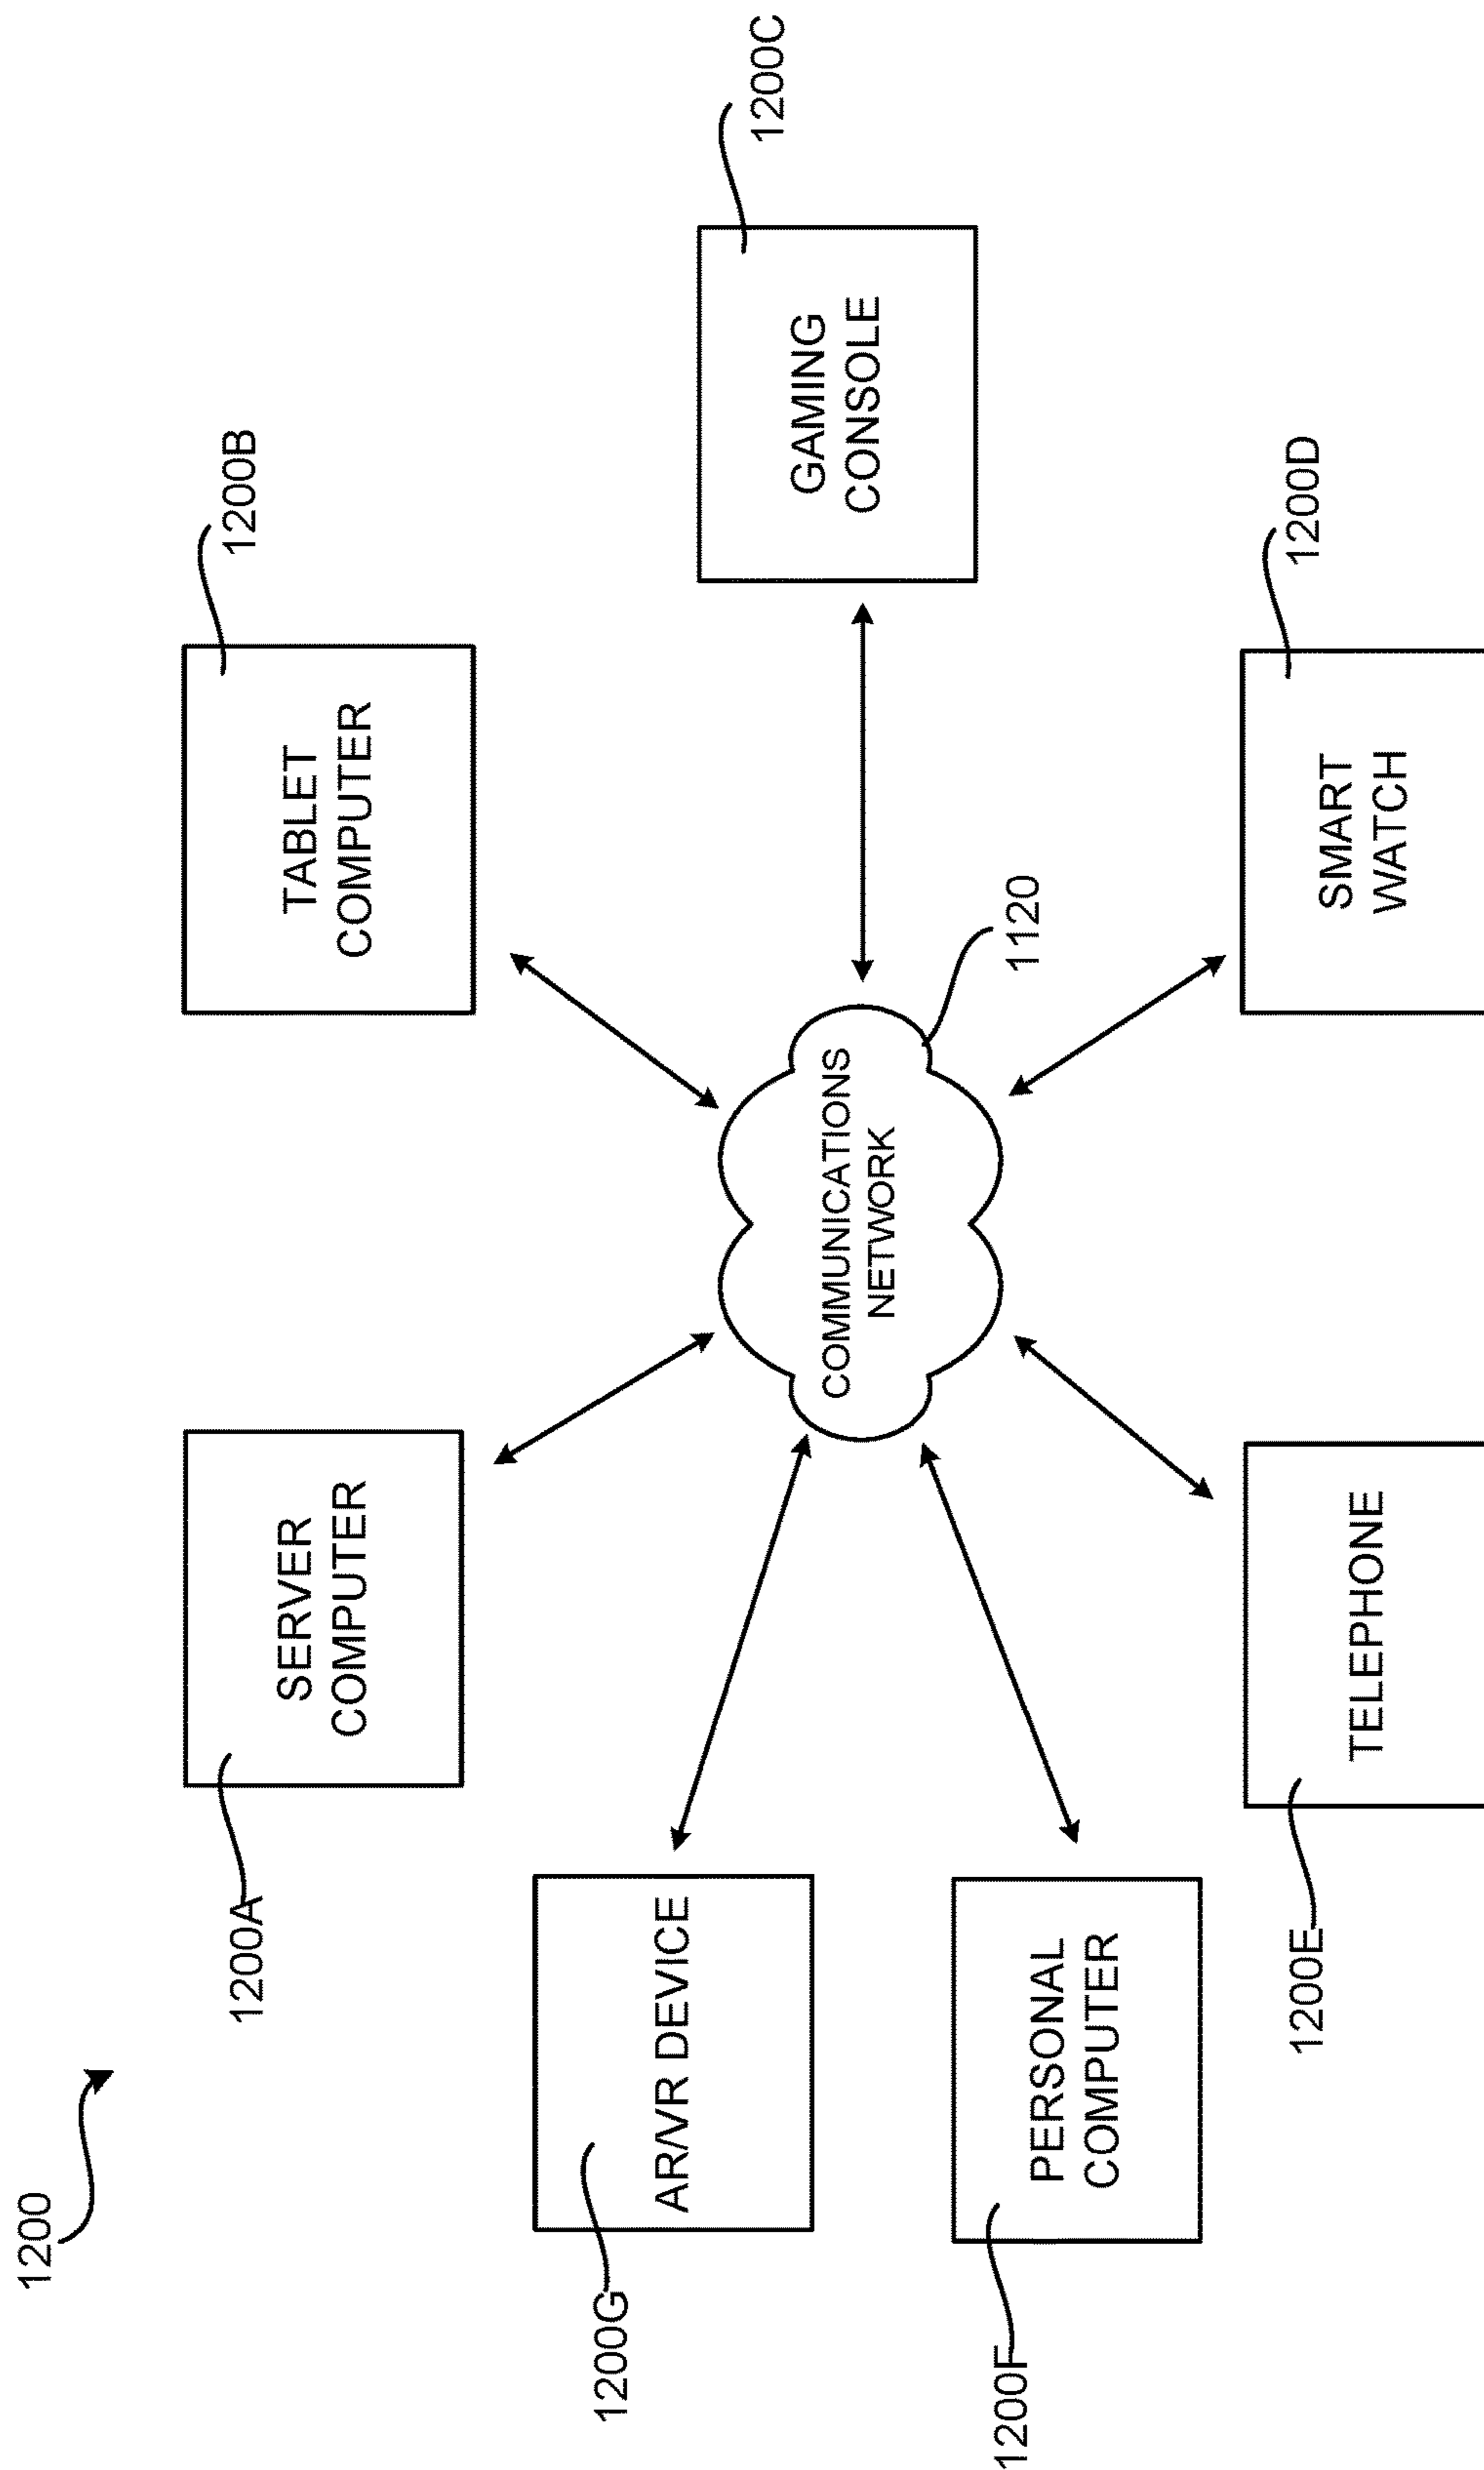 1200
1200A
SERVER
COMPUTER
TABLET
COMPUTER
1200B
1200G
AR/VR DEVICE
COMMUNICATIONS
NETWORK
1120
GAMING
CONSOLE
1200C
1200F
PERSONAL
COMPUTER
1200E
TELEPHONE
SMART
WATCH
1200D